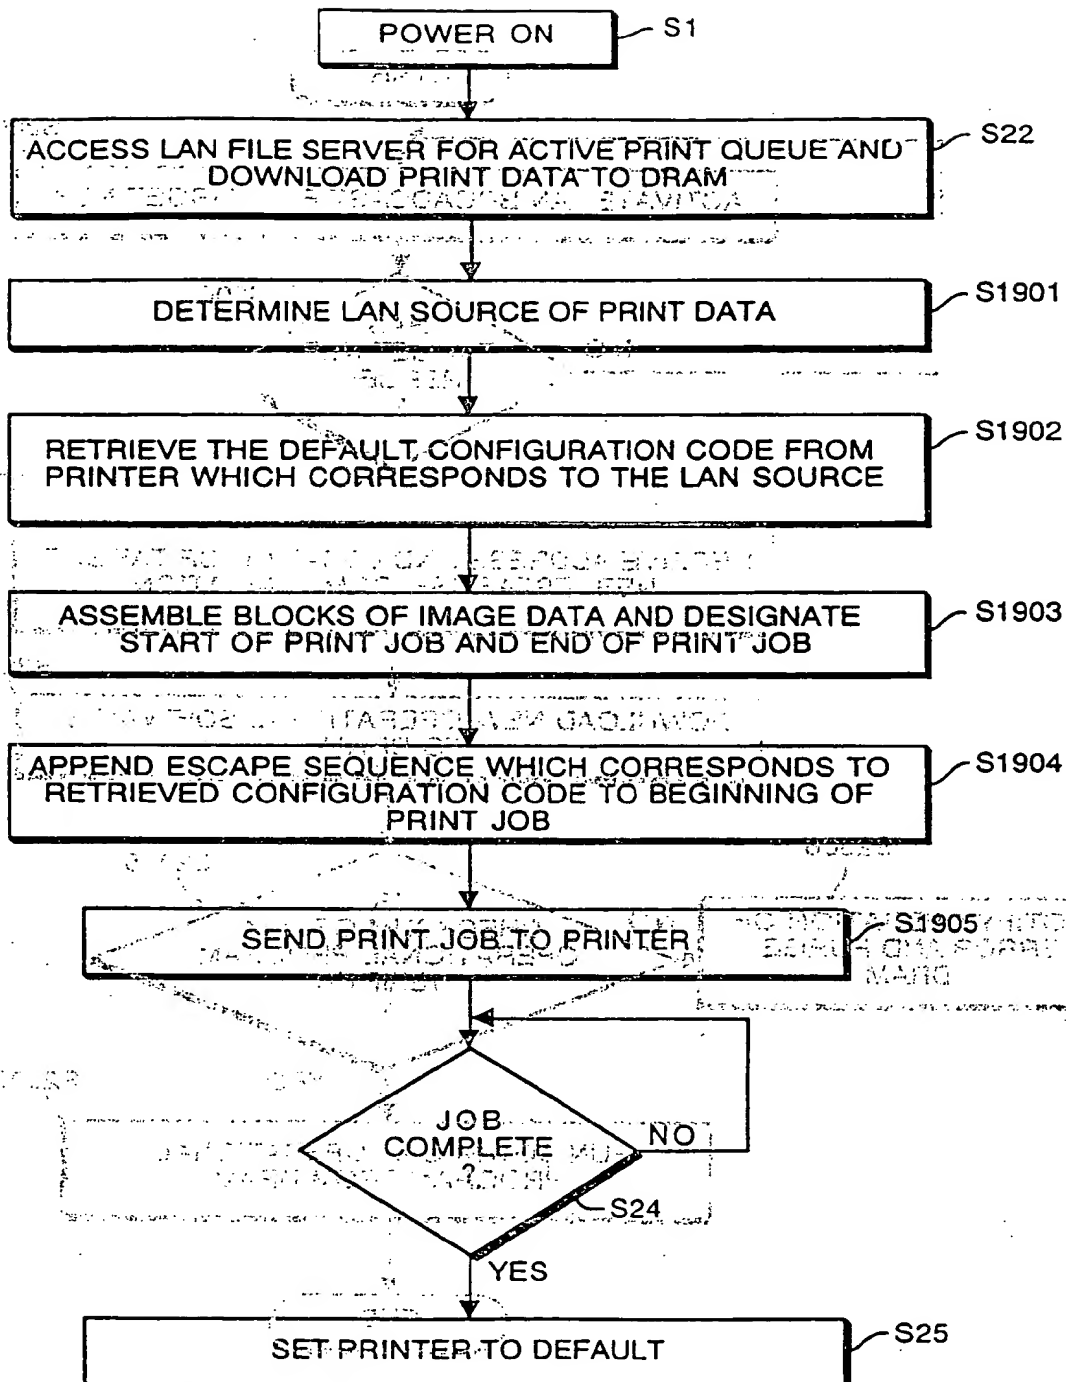 POWER ON
S1
ACCESS LAN FILE SERVER FOR ACTIVE PRINT QUEUE AND
DOWNLOAD PRINT DATA TO DRAM
S22
DETERMINE LAN SOURCE OF PRINT DATA
S1901
RETRIEVE THE DEFAULT CONFIGURATION CODE FROM
PRINTER WHICH CORRESPONDS TO THE LAN SOURCE
S1902
ASSEMBLE BLOCKS OF IMAGE DATA AND DESIGNATE
START OF PRINT JOB AND END OF PRINT JOB
S1903
APPEND ESCAPE SEQUENCE WHICH CORRESPONDS TO
RETRIEVED CONFIGURATION CODE TO BEGINNING OF
PRINT JOB
S1904
SEND PRINT JOB TO PRINTER
S1905
JOB
COMPLETE
?
NO
S24
YES
SET PRINTER TO DEFAULT
S25